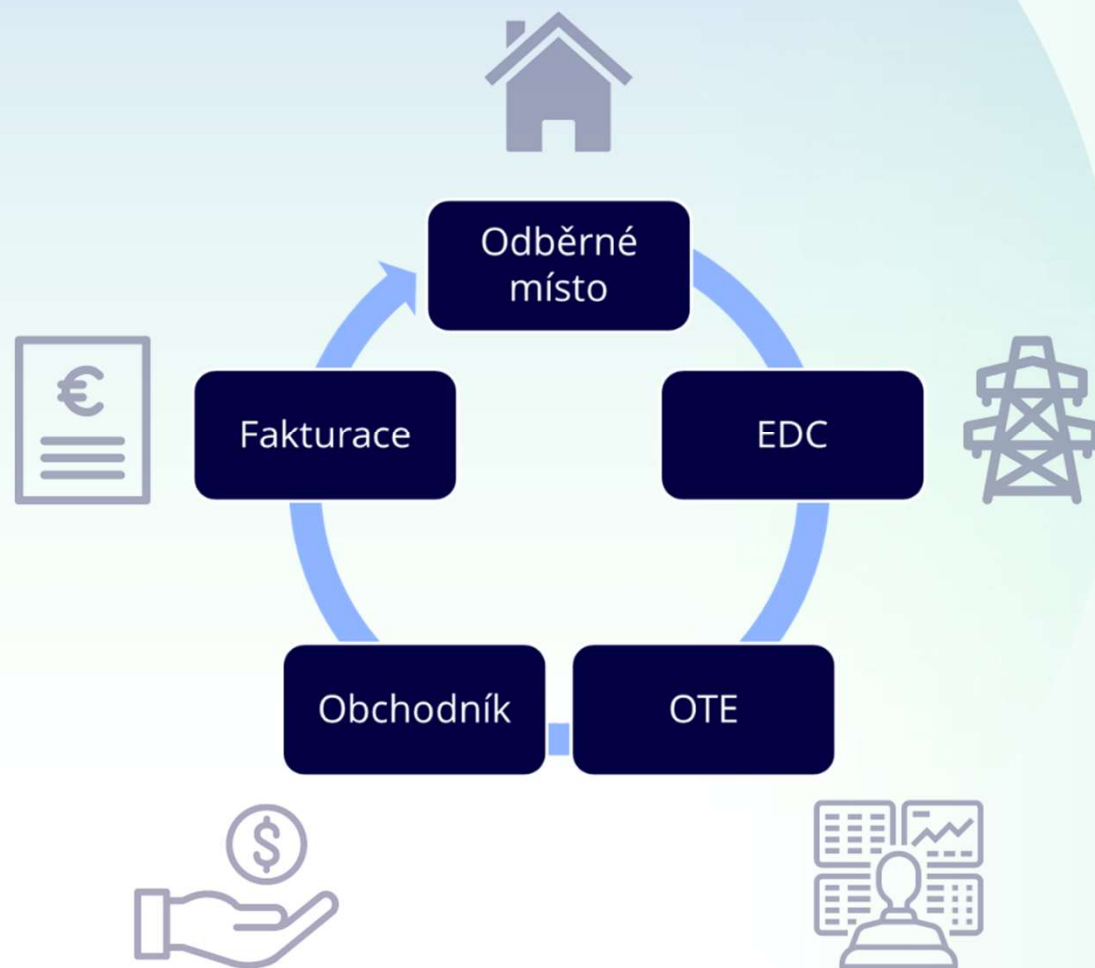 Odběrné
místo
Fakturace
EDC
Obchodník
OTE
€
$